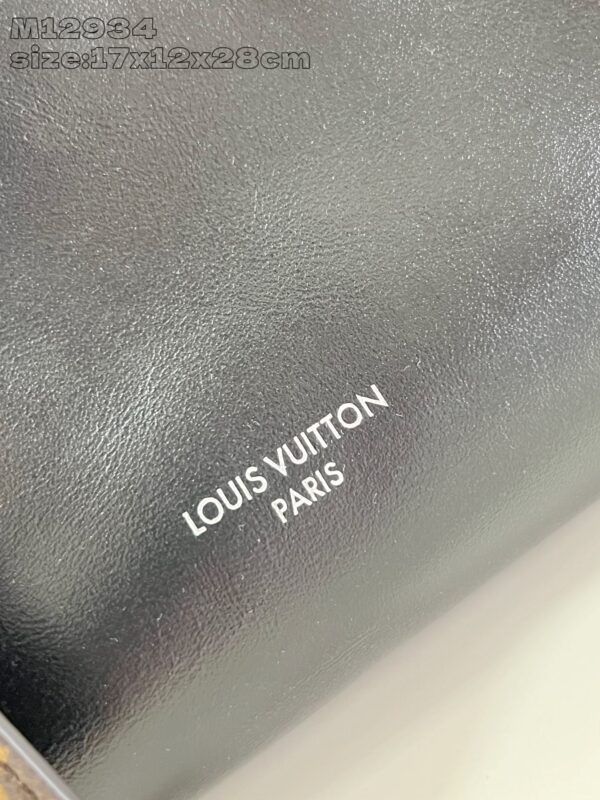 M12934
size:17x12x28cm
LOUIS VUITTON
PARIS